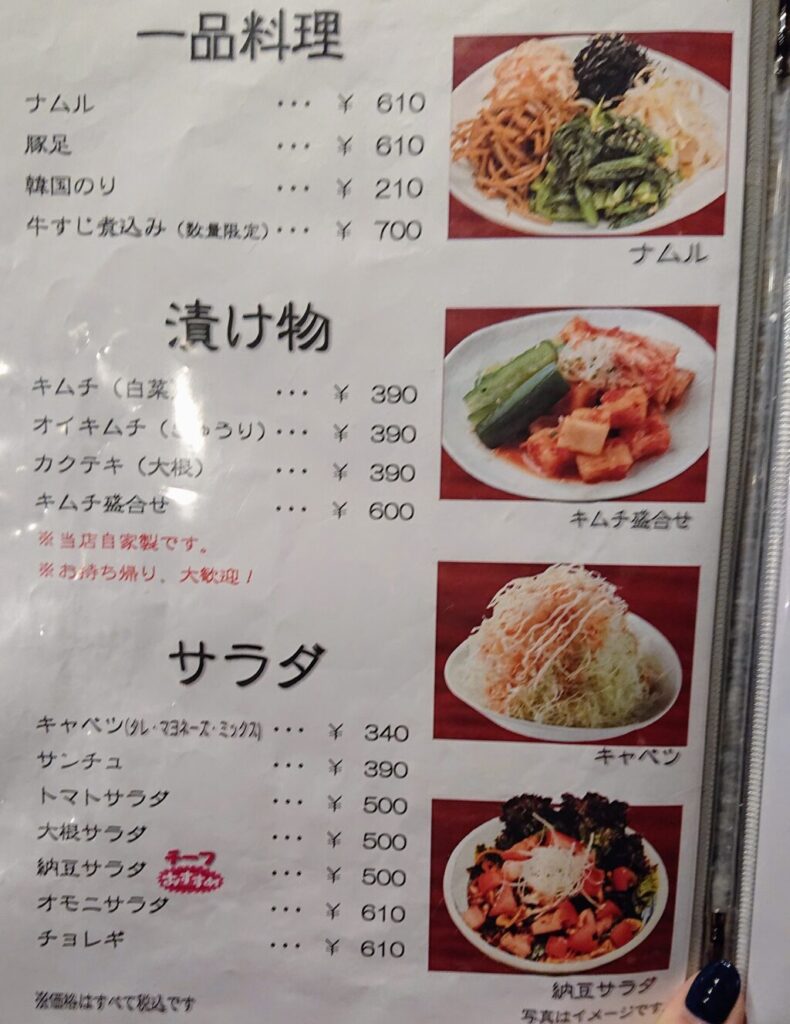 一品料理
ナムル ･･･ ¥ 610
豚足 ･･･ ¥ 610
韓国のり ･･･ ¥ 210
牛すじ煮込み（数量限定）･･･ ¥ 700
ナムル
漬け物
キムチ（白菜） ･･･ ¥ 390
オイキムチ（きゅうり）･･･ ¥ 390
カクテキ（大根） ･･･ ¥ 390
キムチ盛合せ ･･･ ¥ 600
※当店自家製です。
※お持ち帰り、大歓迎！
キムチ盛合せ
サラダ
キャベツ(タレ・マヨネーズ・ミックス) ･･･ ¥ 340
サンチュ ･･･ ¥ 390
トマトサラダ ･･･ ¥ 500
大根サラダ ･･･ ¥ 500
納豆サラダ チーフおすすめ ･･･ ¥ 500
オモニサラダ ･･･ ¥ 610
チョレギ ･･･ ¥ 610
キャベツ
納豆サラダ
※価格はすべて税込です
写真はイメージです